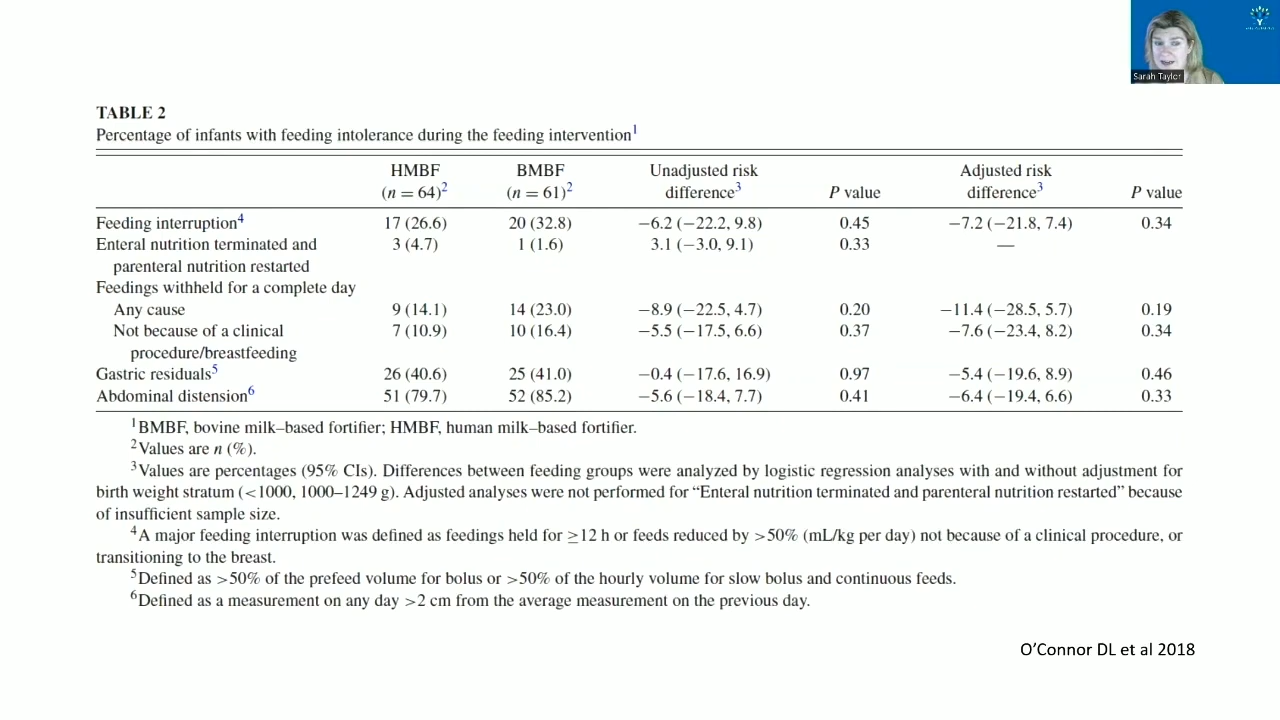 Sarah Taylor
TABLE 2
Percentage of infants with feeding intolerance during the feeding intervention1
HMBF BMBF Unadjusted risk Adjusted risk
(n = 64)2 (n = 61)2 difference3 P value difference3 P value
Feeding interruption4 17 (26.6) 20 (32.8) −6.2 (−22.2, 9.8) 0.45 −7.2 (−21.8, 7.4) 0.34
Enteral nutrition terminated and 3 (4.7) 1 (1.6) 3.1 (−3.0, 9.1) 0.33 —
parenteral nutrition restarted
Feedings withheld for a complete day
Any cause 9 (14.1) 14 (23.0) −8.9 (−22.5, 4.7) 0.20 −11.4 (−28.5, 5.7) 0.19
Not because of a clinical 7 (10.9) 10 (16.4) −5.5 (−17.5, 6.6) 0.37 −7.6 (−23.4, 8.2) 0.34
procedure/breastfeeding
Gastric residuals5 26 (40.6) 25 (41.0) −0.4 (−17.6, 16.9) 0.97 −5.4 (−19.6, 8.9) 0.46
Abdominal distension6 51 (79.7) 52 (85.2) −5.6 (−18.4, 7.7) 0.41 −6.4 (−19.4, 6.6) 0.33
1BMBF, bovine milk–based fortifier; HMBF, human milk–based fortifier.
2Values are n (%).
3Values are percentages (95% CIs). Differences between feeding groups were analyzed by logistic regression analyses with and without adjustment for
birth weight stratum (<1000, 1000–1249 g). Adjusted analyses were not performed for “Enteral nutrition terminated and parenteral nutrition restarted” because
of insufficient sample size.
4A major feeding interruption was defined as feedings held for ≥12 h or feeds reduced by >50% (mL/kg per day) not because of a clinical procedure, or
transitioning to the breast.
5Defined as >50% of the prefeed volume for bolus or >50% of the hourly volume for slow bolus and continuous feeds.
6Defined as a measurement on any day >2 cm from the average measurement on the previous day.
O’Connor DL et al 2018